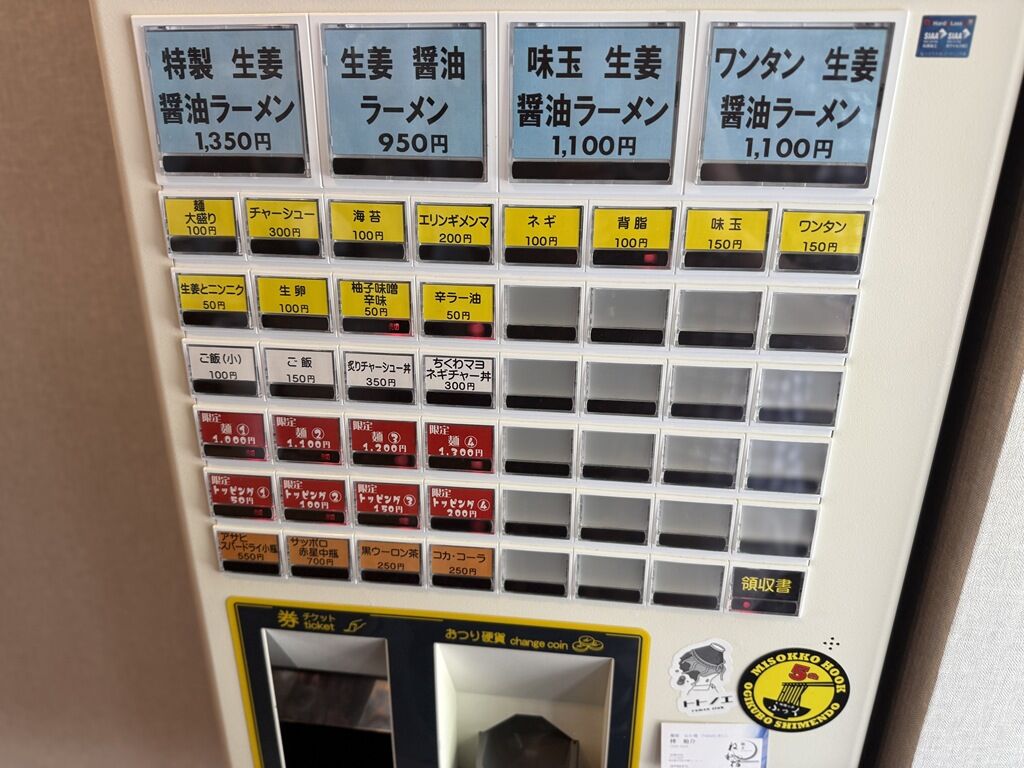 特製 生姜
醤油ラーメン
1,350円
生姜 醤油
ラーメン
950円
味玉 生姜
醤油ラーメン
1,100円
ワンタン 生姜
醤油ラーメン
1,100円
SIAA SIAA
麺
大盛り
100円
チャーシュー
300円
海苔
100円
エリンギメンマ
200円
ネギ
100円
背脂
100円
味玉
150円
ワンタン
150円
生姜とニンニク
50円
生卵
100円
柚子味噌
辛味
50円
売切
辛ラー油
50円
ご飯(小)
100円
ご飯
150円
炙りチャーシュー丼
350円
ちくわマヨ
ネギチャー丼
300円
限定
麺①
1,000円
限定
麺②
1,100円
限定
麺③
1,200円
限定
麺④
1,300円
限定
トッピング①
50円
限定
トッピング②
100円
限定
トッピング③
150円
限定
トッピング④
200円
アサヒ
スパードライ小瓶
550円
サッポロ
赤星中瓶
700円
黒ウーロン茶
250円
コカ・コーラ
250円
領収書
券 チケット
ticket
おつり硬貨 change coin
トトノエ
MISOKKO HOOK
OGIKUBO SHIMENDO